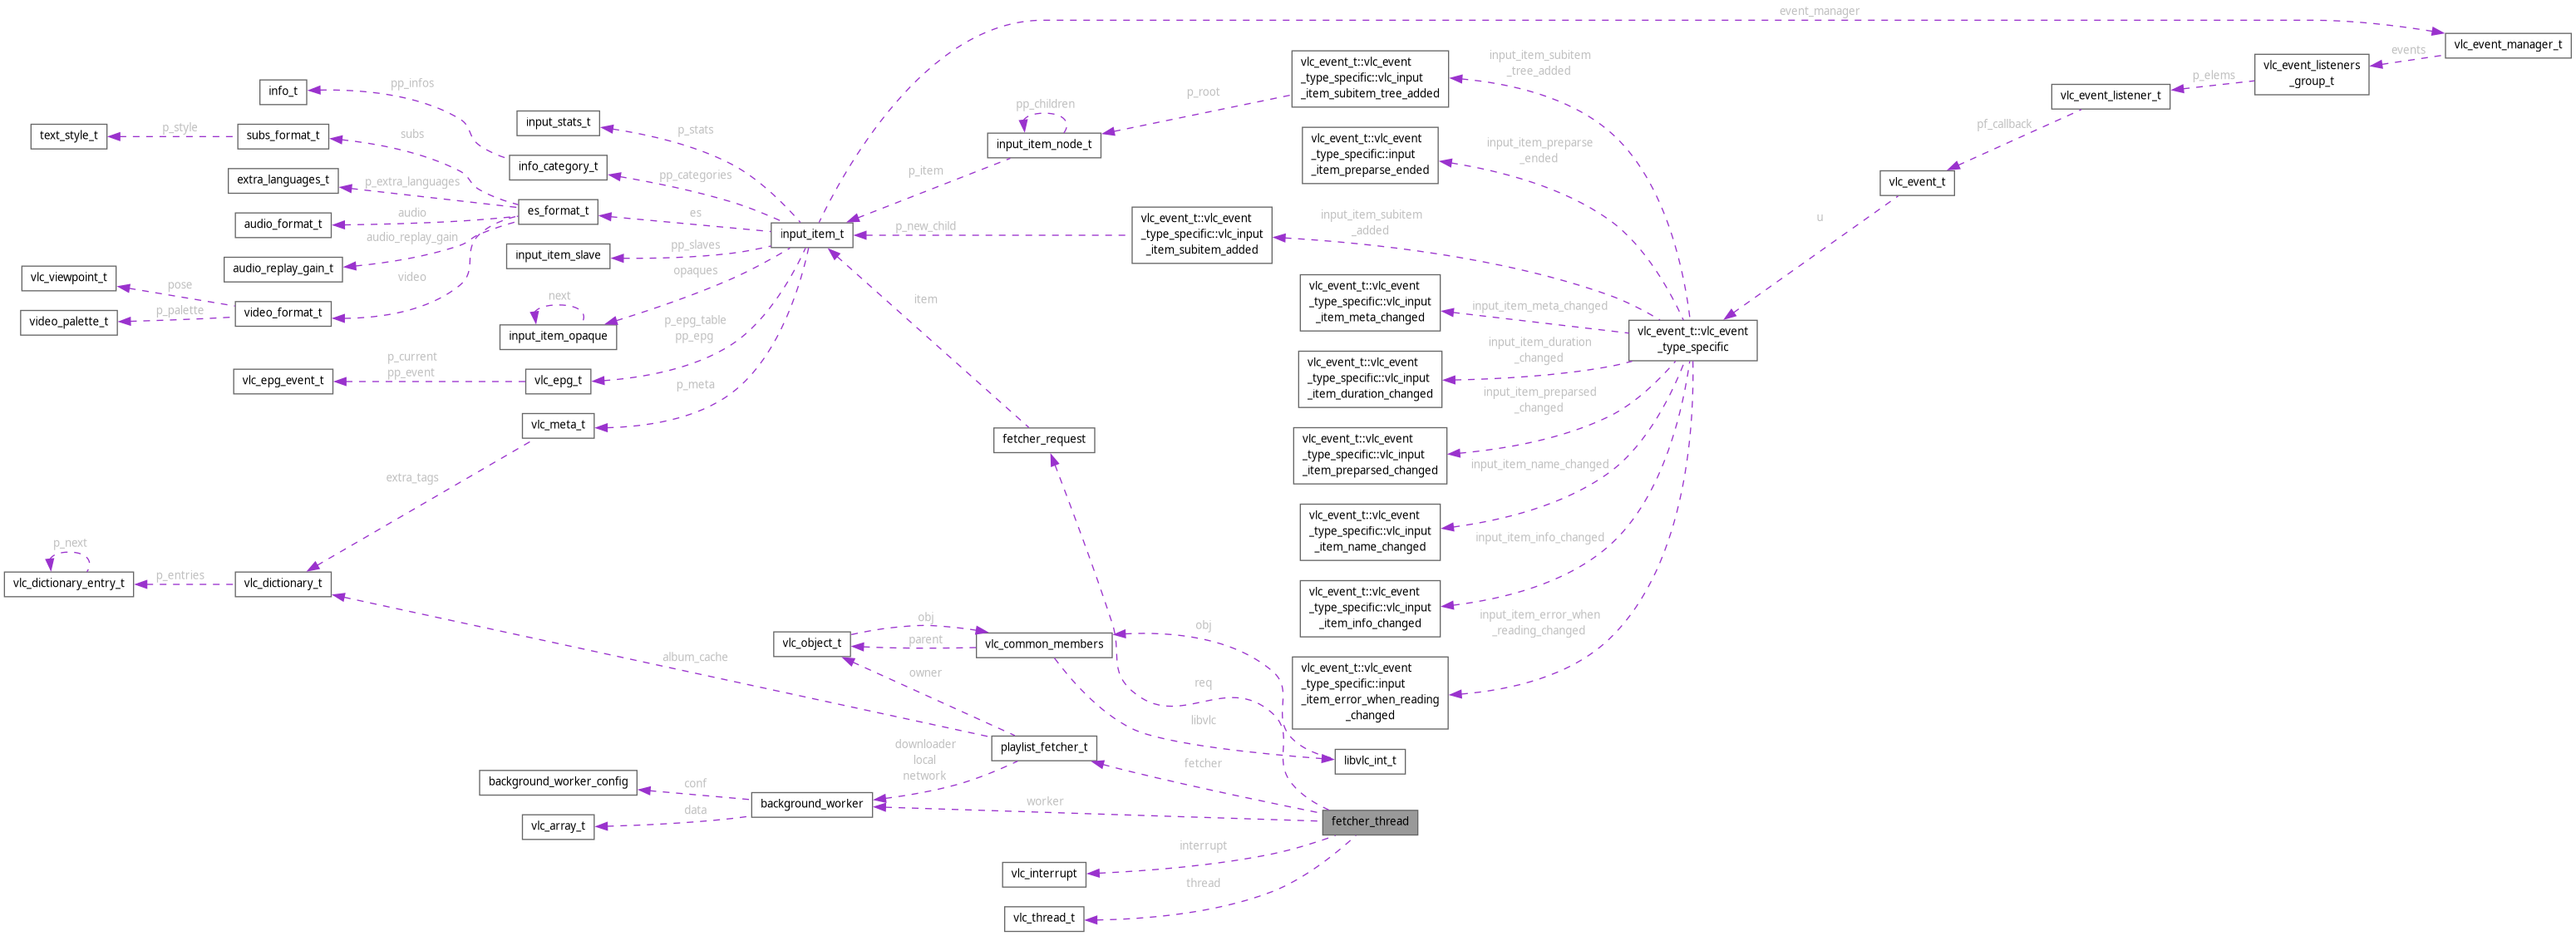 event_manager
vlc_event_manager_t
events
vlc_event_listeners
_group_t
p_elems
vlc_event_listener_t
pf_callback
vlc_event_t
u
vlc_event_t::vlc_event
_type_specific
input_item_subitem
_tree_added
vlc_event_t::vlc_event
_type_specific::vlc_input
_item_subitem_tree_added
p_root
pp_children
input_item_node_t
p_item
input_item_preparse
_ended
vlc_event_t::vlc_event
_type_specific::input
_item_preparse_ended
input_item_subitem
_added
vlc_event_t::vlc_event
_type_specific::vlc_input
_item_subitem_added
p_new_child
input_item_t
input_item_meta_changed
vlc_event_t::vlc_event
_type_specific::vlc_input
_item_meta_changed
input_item_duration
_changed
vlc_event_t::vlc_event
_type_specific::vlc_input
_item_duration_changed
input_item_preparsed
_changed
vlc_event_t::vlc_event
_type_specific::vlc_input
_item_preparsed_changed
input_item_name_changed
vlc_event_t::vlc_event
_type_specific::vlc_input
_item_name_changed
input_item_info_changed
vlc_event_t::vlc_event
_type_specific::vlc_input
_item_info_changed
input_item_error_when
_reading_changed
vlc_event_t::vlc_event
_type_specific::input
_item_error_when_reading
_changed
p_stats
input_stats_t
pp_categories
info_category_t
pp_infos
info_t
es
es_format_t
subs
subs_format_t
p_style
text_style_t
p_extra_languages
extra_languages_t
audio
audio_format_t
audio_replay_gain
audio_replay_gain_t
video
video_format_t
pose
vlc_viewpoint_t
p_palette
video_palette_t
pp_slaves
input_item_slave
opaques
next
input_item_opaque
p_epg_table
pp_epg
vlc_epg_t
p_current
pp_event
vlc_epg_event_t
p_meta
vlc_meta_t
extra_tags
vlc_dictionary_t
p_entries
p_next
vlc_dictionary_entry_t
item
fetcher_request
req
obj
vlc_object_t
obj
parent
vlc_common_members
libvlc
libvlc_int_t
owner
album_cache
playlist_fetcher_t
fetcher
downloader
local
network
background_worker
worker
conf
background_worker_config
data
vlc_array_t
fetcher_thread
interrupt
vlc_interrupt
thread
vlc_thread_t